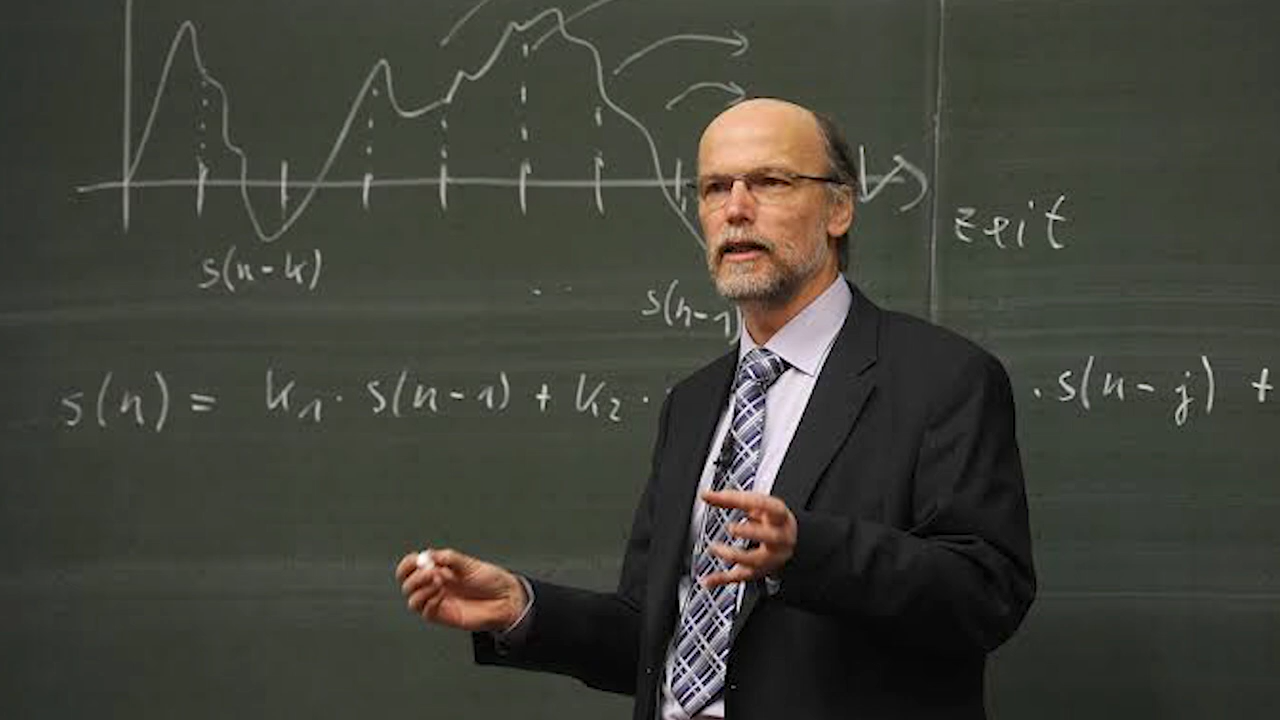 zeit
s(n-k) ... s(n-1)
s(n) = k₁· s(n-1) + k₂· · s(n-j) +